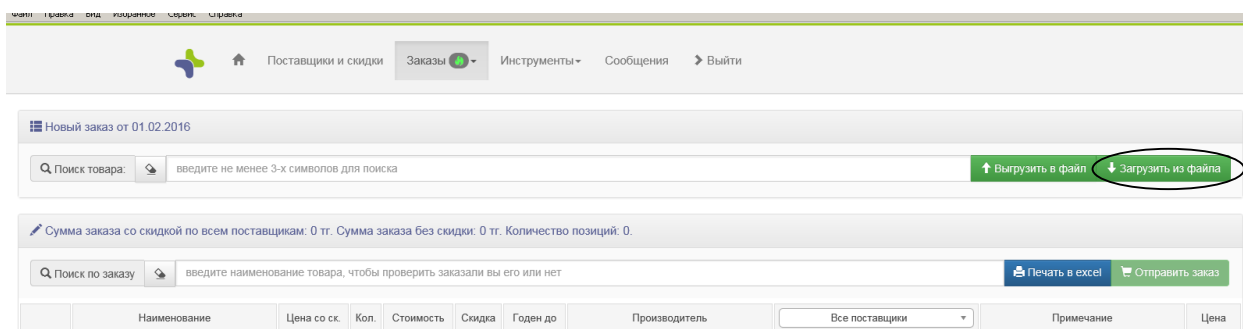 Файл Правка Вид Избранное Сервис Справка
Поставщики и скидки Заказы Инструменты Сообщения Выйти
Новый заказ от 01.02.2016
Поиск товара: введите не менее 3-х символов для поиска Выгрузить в файл Загрузить из файла
Сумма заказа со скидкой по всем поставщикам: 0 тг. Сумма заказа без скидки: 0 тг. Количество позиций: 0.
Поиск по заказу введите наименование товара, чтобы проверить заказали вы его или нет Печать в excel Отправить заказ
Наименование Цена со ск. Кол. Стоимость Скидка Годен до Производитель Все поставщики Примечание Цена